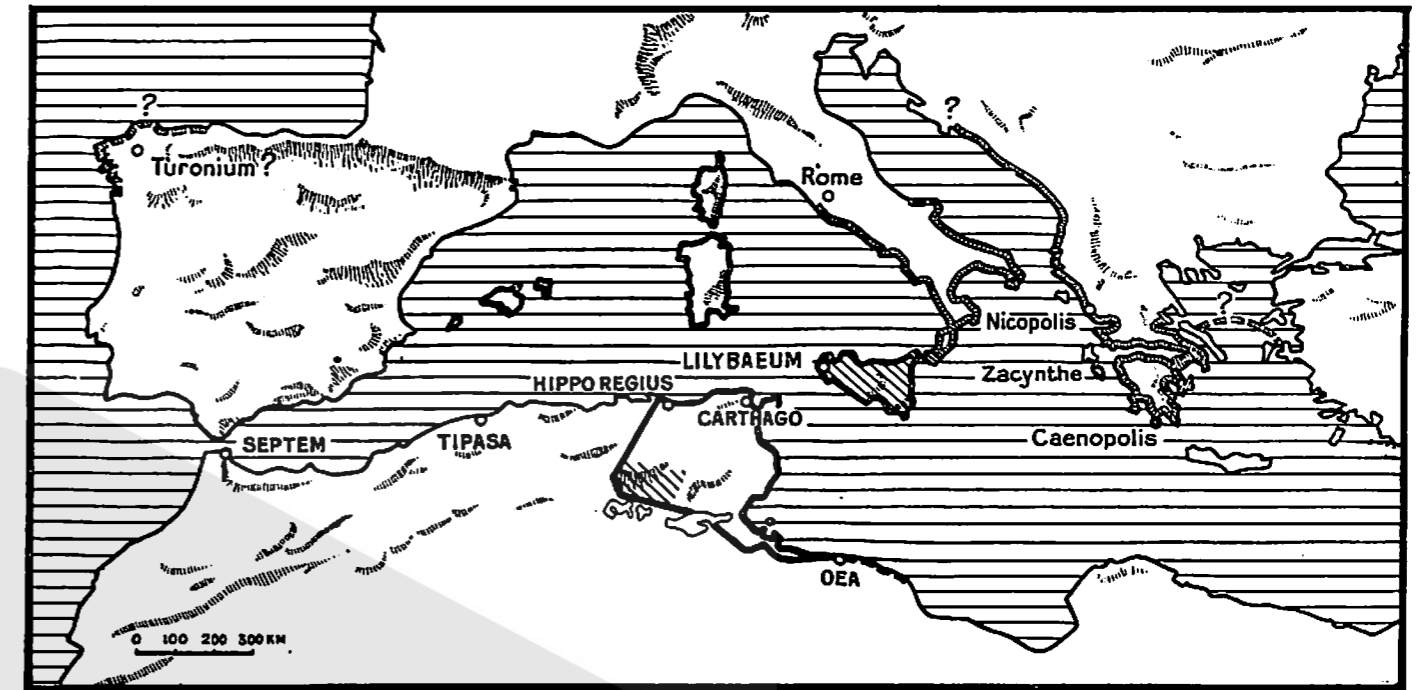 ?
Turonium ?
?
Rome
?
Nicopolis
LILYBAEUM
Zacynthe
HIPPO REGIUS
CARTHAGO
Caenopolis
SEPTEM
TIPASA
OEA
0 100 200 300 KM